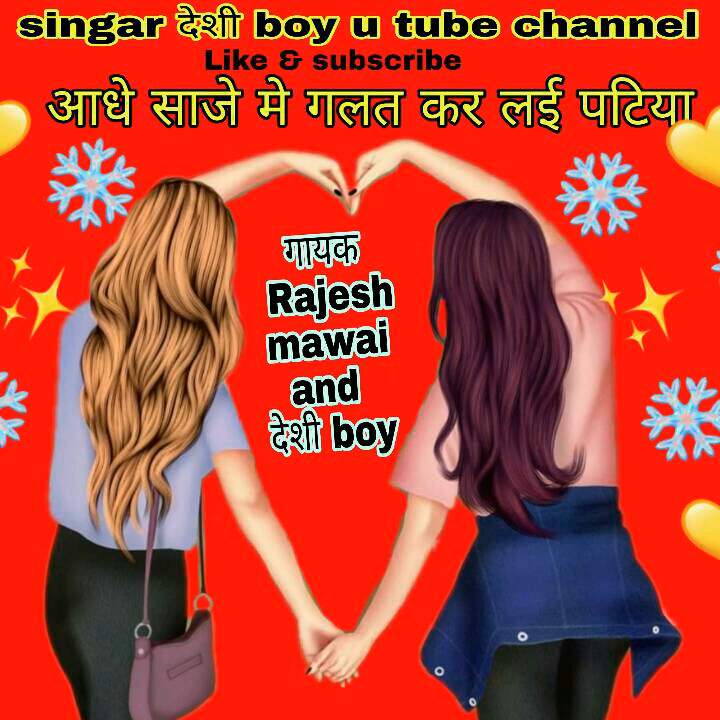 singar देशी boy u tube channel
Like & subscribe
आधे साजे मे गलत कर लई पटिया
गायक
Rajesh
mawai
and
देशी boy